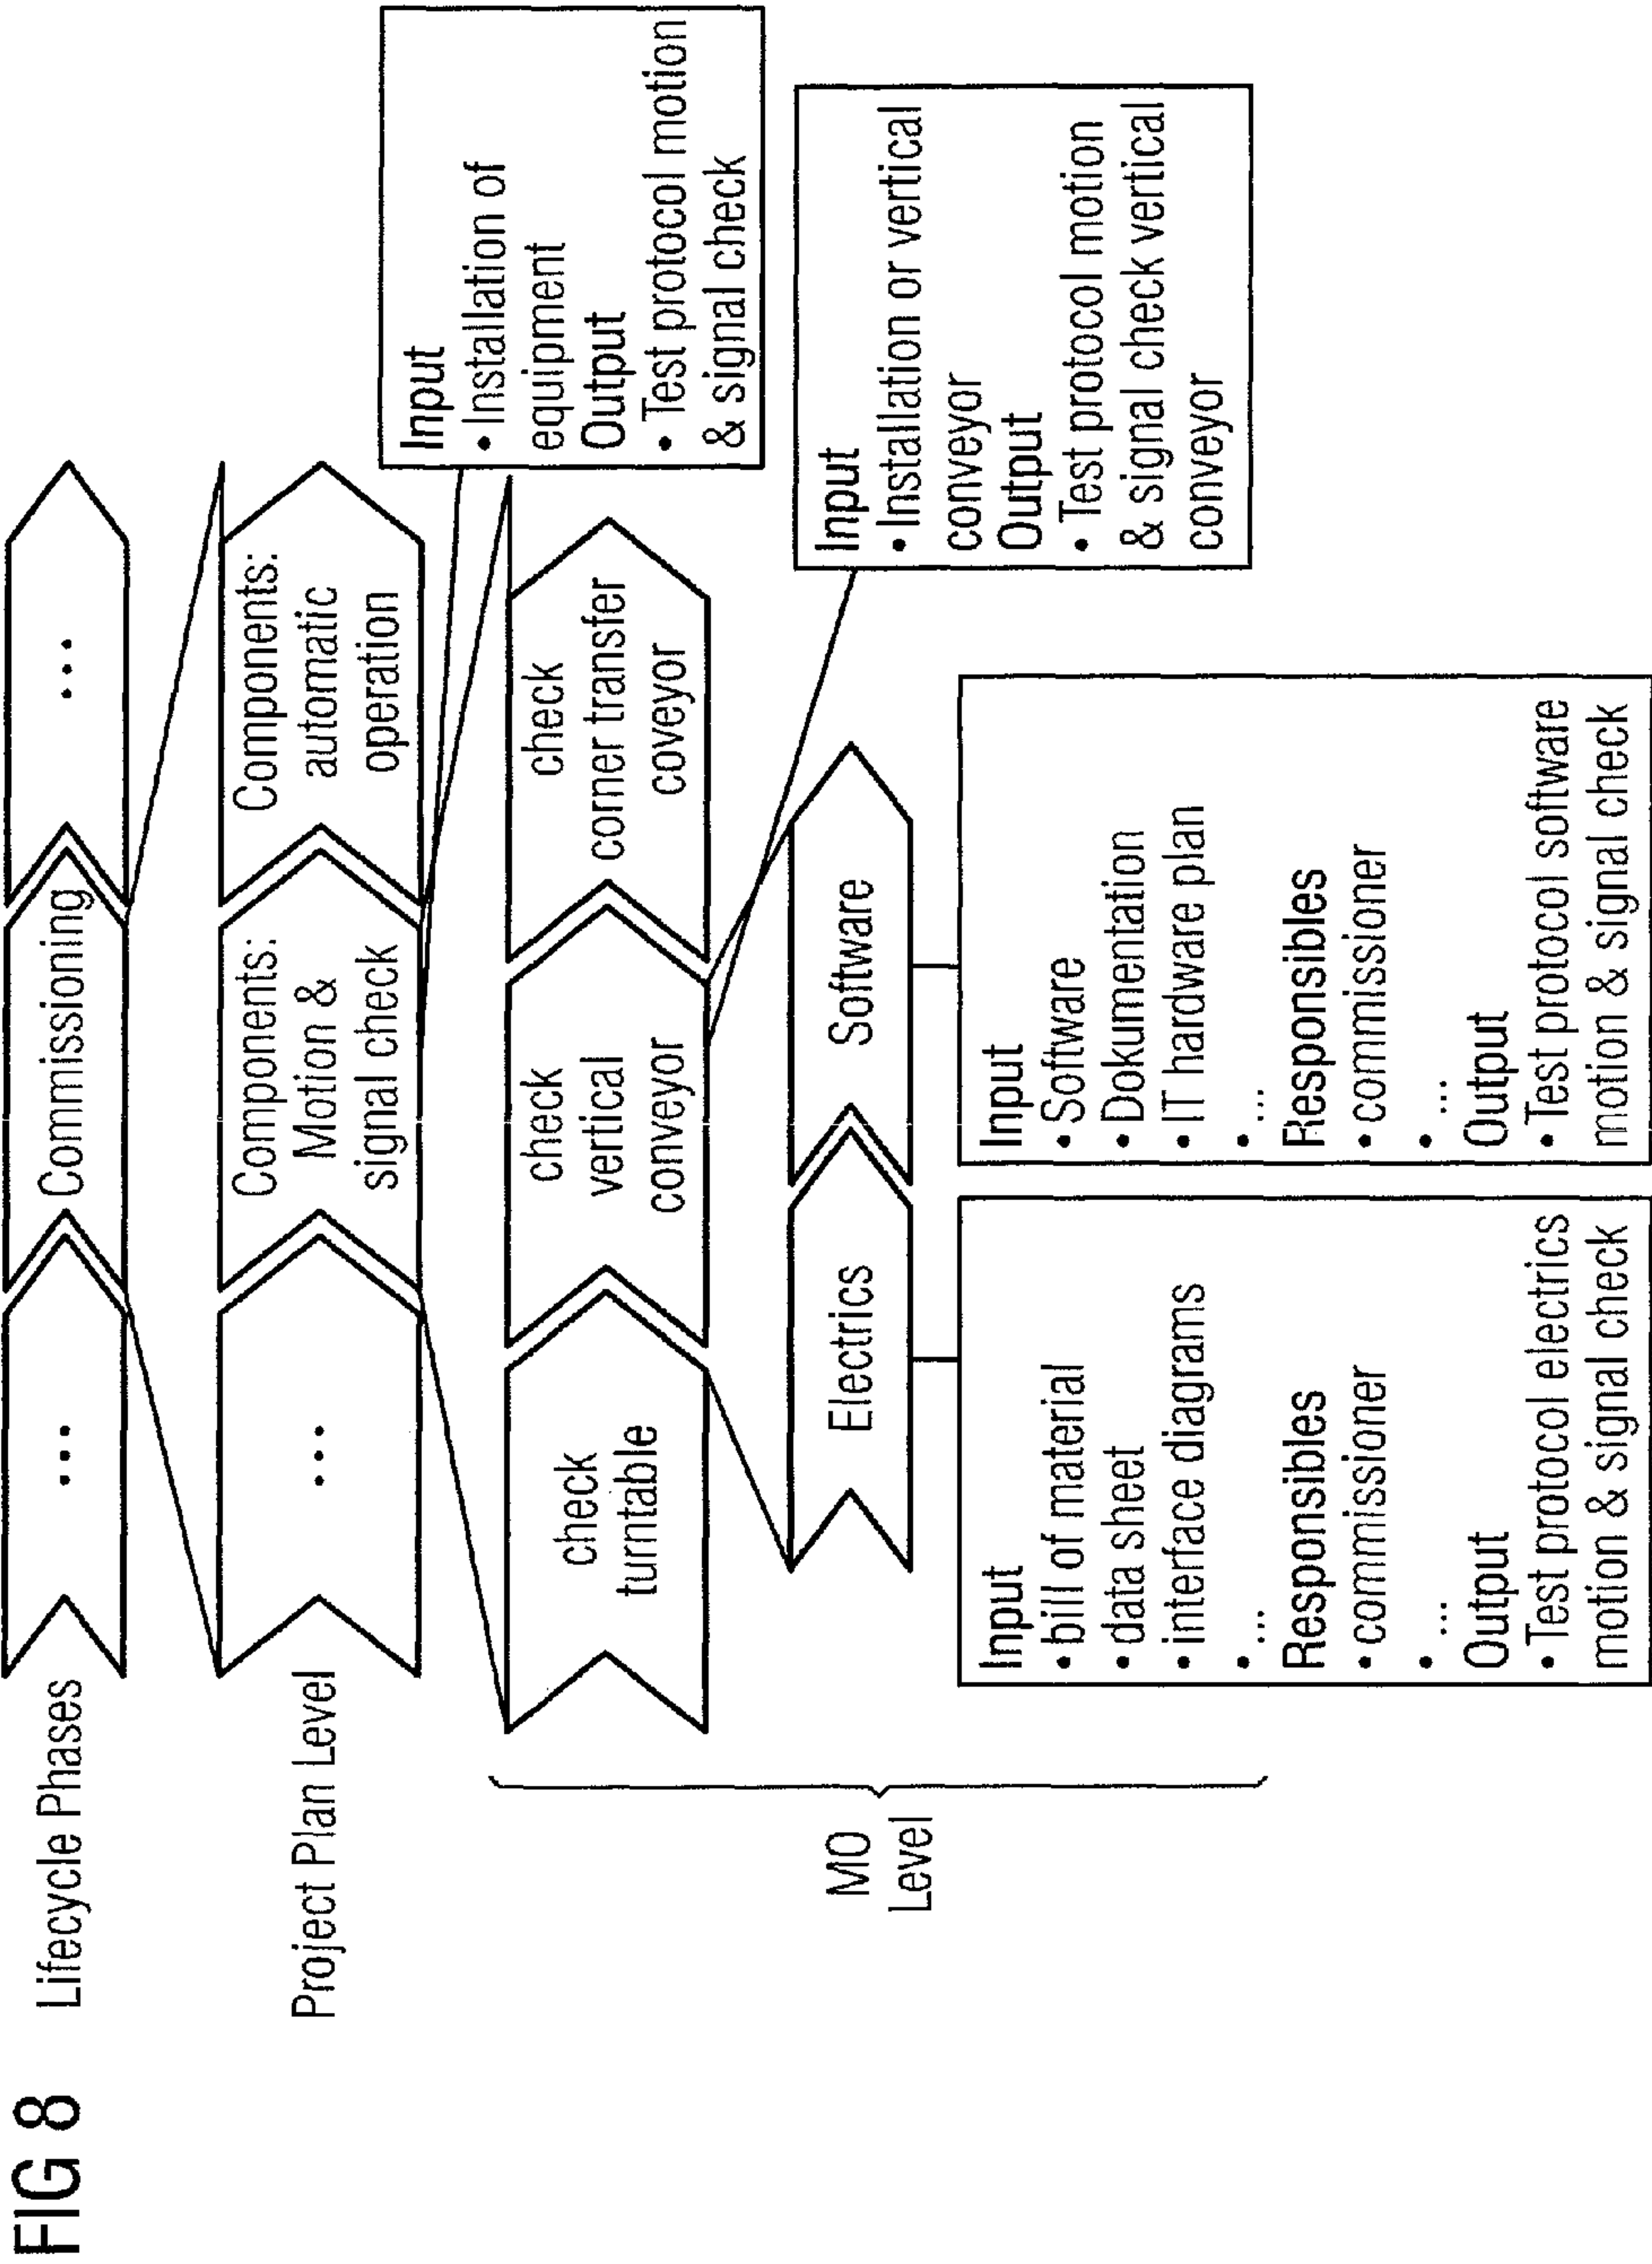 FIG 8
Lifecycle Phases
...
Commissioning
...
Project Plan Level
...
Components:
Motion &
signal check
Components:
automatic
operation
Input
• Installation of
equipment
Output
• Test protocol motion
& signal check
MO
Level
check
turntable
check
vertical
conveyor
check
corner transfer
coveyor
Input
• Installation or vertical
conveyor
Output
• Test protocol motion
& signal check vertical
conveyor
Electrics
Software
Input
• bill of material
• data sheet
• interface diagrams
• ...
Responsibles
• commissioner
• ...
Output
• Test protocol electrics
motion & signal check
Input
• Software
• Dokumentation
• IT hardware plan
• ...
Responsibles
• commissioner
• ...
Output
• Test protocol software
motion & signal check